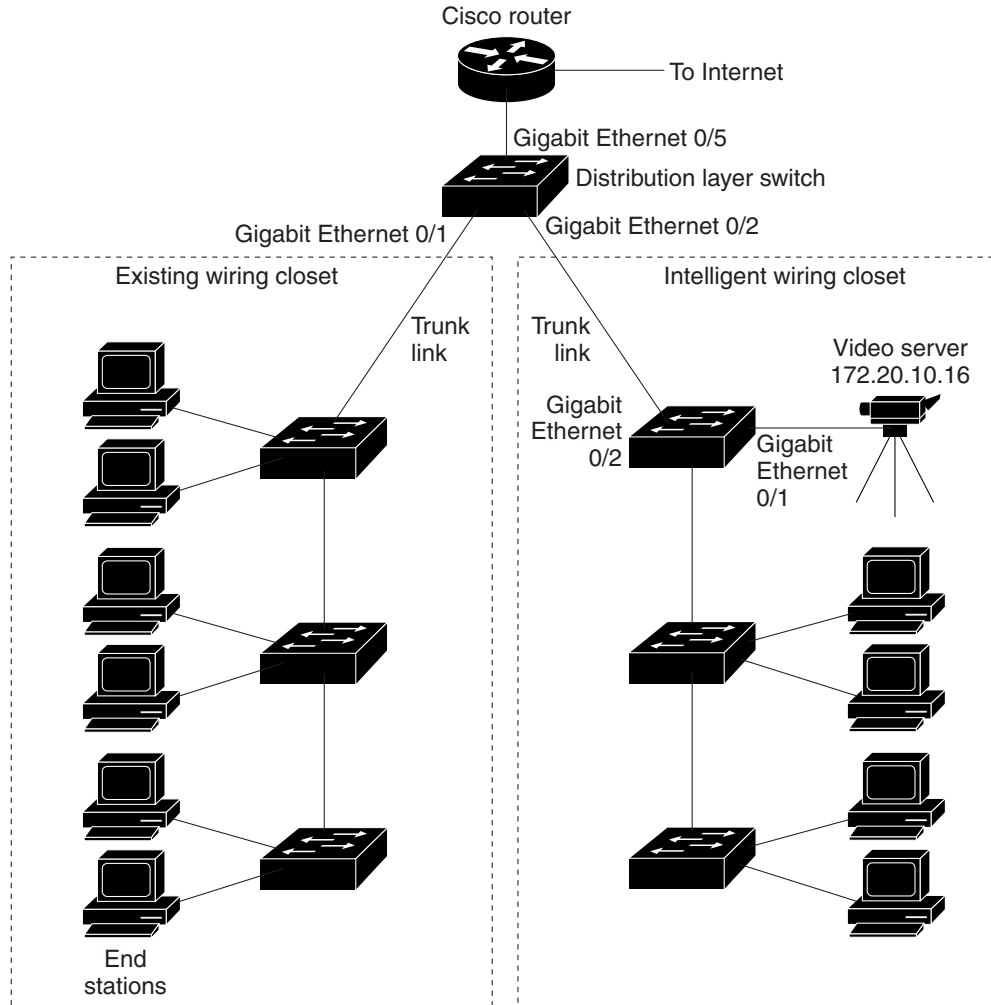 Cisco router
To Internet
Gigabit Ethernet 0/5
Distribution layer switch
Gigabit Ethernet 0/1
Gigabit Ethernet 0/2
Existing wiring closet
Trunk
link
End
stations
Intelligent wiring closet
Trunk
link
Gigabit
Ethernet
0/2
Video server
172.20.10.16
Gigabit
Ethernet
0/1